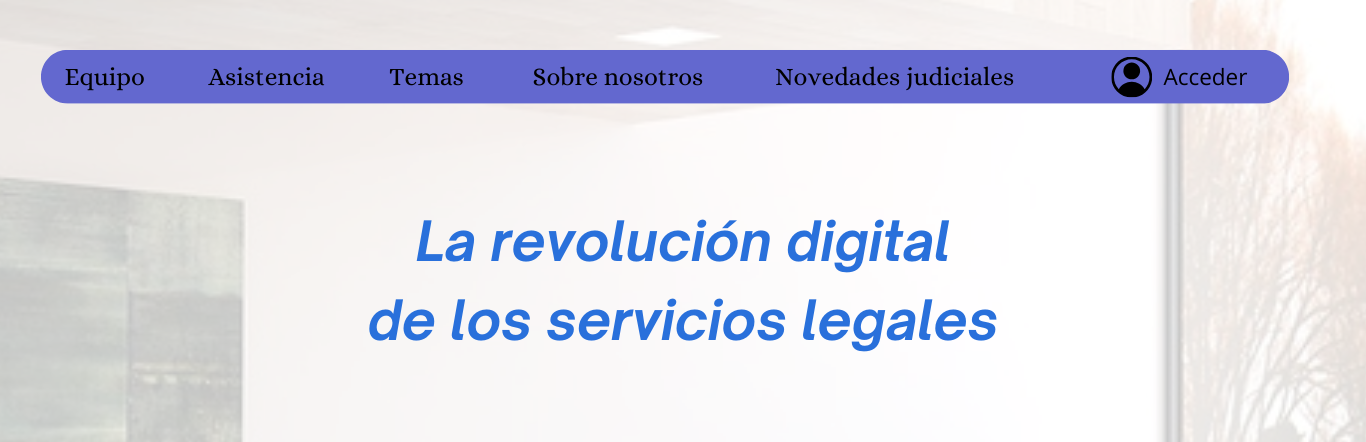 Equipo Asistencia Temas Sobre nosotros Novedades judiciales Acceder
La revolución digital
de los servicios legales